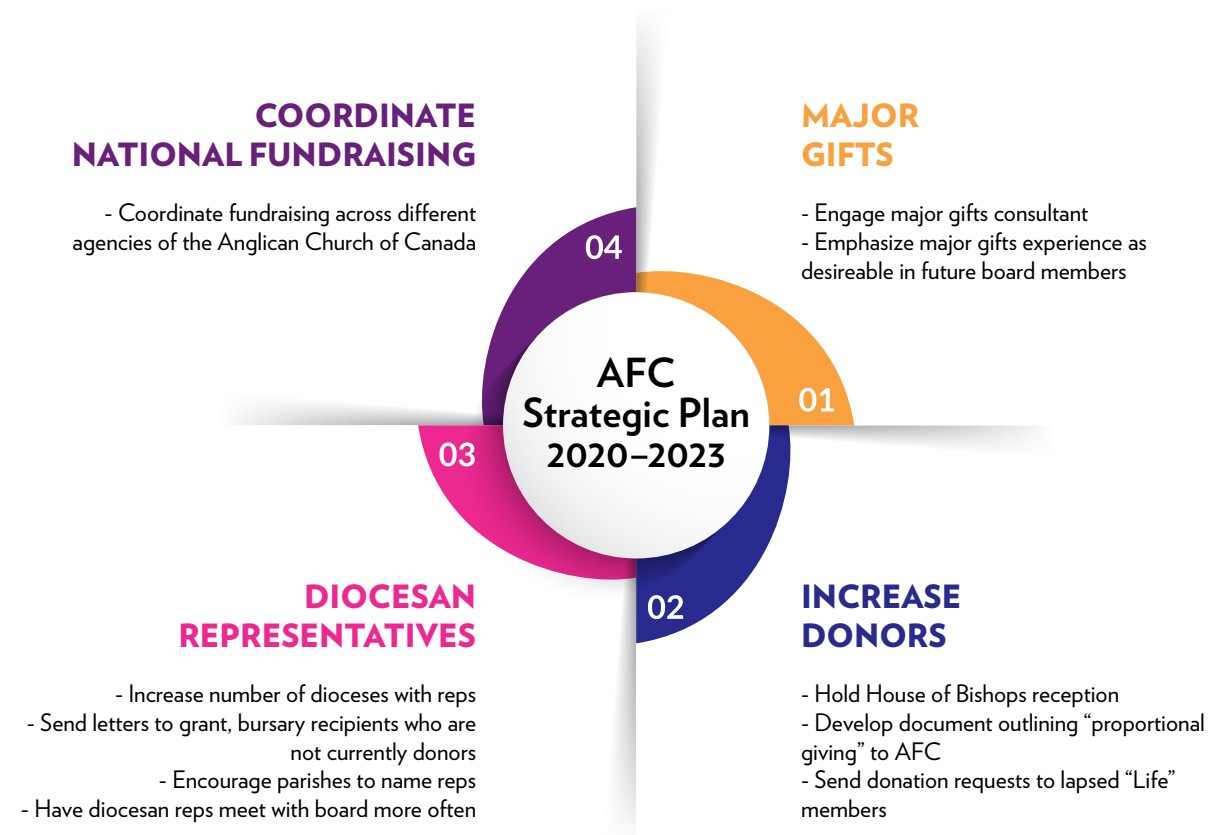 COORDINATE
NATIONAL FUNDRAISING
- Coordinate fundraising across different
agencies of the Anglican Church of Canada
MAJOR
GIFTS
- Engage major gifts consultant
- Emphasize major gifts experience as
desireable in future board members
04
AFC
Strategic Plan
2020–2023
01
03
02
DIOCESAN
REPRESENTATIVES
- Increase number of dioceses with reps
- Send letters to grant, bursary recipients who are
not currently donors
- Encourage parishes to name reps
- Have diocesan reps meet with board more often
INCREASE
DONORS
- Hold House of Bishops reception
- Develop document outlining “proportional
giving” to AFC
- Send donation requests to lapsed “Life”
members